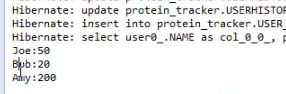 Hibernate: update protein_tracker.USERHISTOR
Hibernate: insert into protein_tracker.USER_
Hibernate: select user0_.NAME as col_0_0_, p
Joe:50
Bob:20
Amy:200